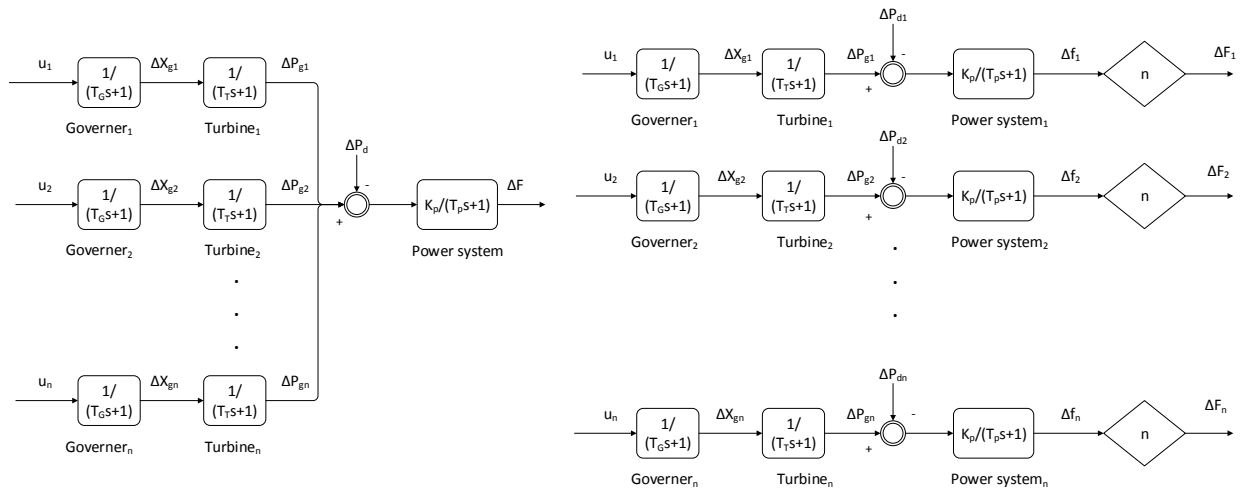 u₁
1/
(T_Gs+1)
Governer₁
ΔX_g1
1/
(T_Ts+1)
Turbine₁
ΔP_g1
u₂
1/
(T_Gs+1)
Governer₂
ΔX_g2
1/
(T_Ts+1)
Turbine₂
ΔP_g2
.
.
.
u_n
1/
(T_Gs+1)
Governer_n
ΔX_gn
1/
(T_Ts+1)
Turbine_n
ΔP_gn
ΔP_d
-
+
K_p/(T_ps+1)
Power system
ΔF
u₁
1/
(T_Gs+1)
Governer₁
ΔX_g1
1/
(T_Ts+1)
Turbine₁
ΔP_g1
ΔP_d1
-
+
K_p/(T_ps+1)
Power system₁
Δf₁
n
ΔF₁
u₂
1/
(T_Gs+1)
Governer₂
ΔX_g2
1/
(T_Ts+1)
Turbine₂
ΔP_g2
ΔP_d2
-
+
K_p/(T_ps+1)
Power system₂
Δf₂
n
ΔF₂
.
.
.
u_n
1/
(T_Gs+1)
Governer_n
ΔX_gn
1/
(T_Ts+1)
Turbine_n
ΔP_gn
ΔP_dn
-
+
K_p/(T_ps+1)
Power system_n
Δf_n
n
ΔF_n